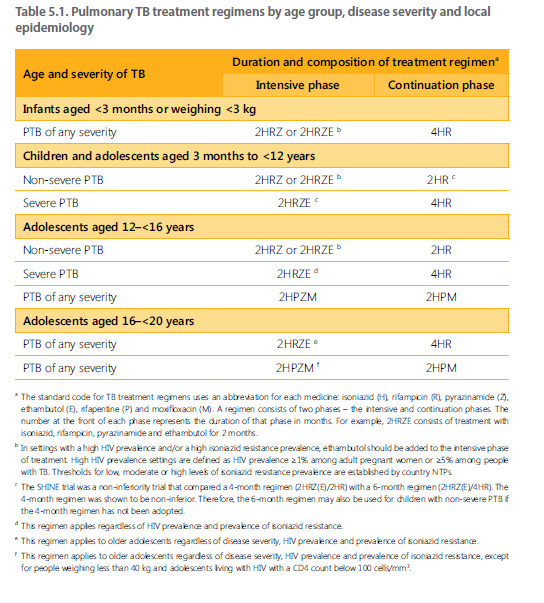 Table 5.1. Pulmonary TB treatment regimens by age group, disease severity and local
epidemiology
Age and severity of TB
Duration and composition of treatment regimen a
Intensive phase Continuation phase
Infants aged <3 months or weighing <3 kg
PTB of any severity 2HRZ or 2HRZE b 4HR
Children and adolescents aged 3 months to <12 years
Non-severe PTB 2HRZ or 2HRZE b 2HR c
Severe PTB 2HRZE c 4HR
Adolescents aged 12–<16 years
Non-severe PTB 2HRZ or 2HRZE b 2HR
Severe PTB 2HRZE d 4HR
PTB of any severity 2HPZM 2HPM
Adolescents aged 16–<20 years
PTB of any severity 2HRZE e 4HR
PTB of any severity 2HPZM f 2HPM
a The standard code for TB treatment regimens uses an abbreviation for each medicine: isoniazid (H), rifampicin (R), pyrazinamide (Z),
ethambutol (E), rifapentine (P) and moxifloxacin (M). A regimen consists of two phases – the intensive and continuation phases. The
number at the front of each phase represents the duration of that phase in months. For example, 2HRZE consists of treatment with
isoniazid, rifampicin, pyrazinamide and ethambutol for 2 months.
b In settings with a high HIV prevalence and/or a high isoniazid resistance prevalence, ethambutol should be added to the intensive phase
of treatment. High HIV prevalence settings are defined as HIV prevalence ≥1% among adult pregnant women or ≥5% among people
with TB. Thresholds for low, moderate or high levels of isoniazid resistance prevalence are established by country NTPs.
c The SHINE trial was a non-inferiority trial that compared a 4-month regimen (2HRZ(E)/2HR) with a 6-month regimen (2HRZ(E)/4HR). The
4-month regimen was shown to be non-inferior. Therefore, the 6-month regimen may also be used for children with non-severe PTB if
the 4-month regimen has not been adopted.
d This regimen applies regardless of HIV prevalence and prevalence of isoniazid resistance.
e This regimen applies to older adolescents regardless of disease severity, HIV prevalence and prevalence of isoniazid resistance.
f This regimen applies to older adolescents regardless of disease severity, HIV prevalence and prevalence of isoniazid resistance, except
for people weighing less than 40 kg and adolescents living with HIV with a CD4 count below 100 cells/mm³.